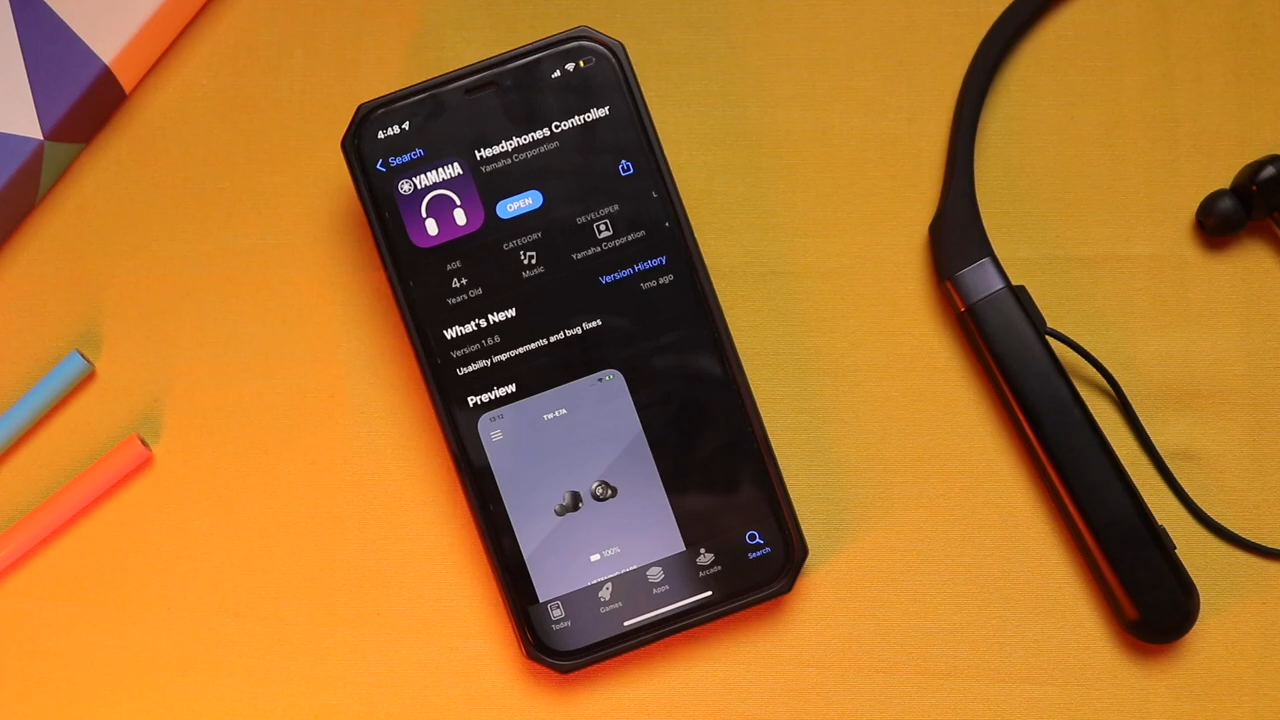 4:48
Search
YAMAHA
Headphones Controller
Yamaha Corporation
OPEN
AGE
4+
Years Old
CATEGORY
Music
DEVELOPER
Yamaha Corporation
L
What's New
Version History
Version 1.6.6
1mo ago
Usability improvements and bug fixes
Preview
13:12
TW-E7A
100%
Today
Games
Apps
Arcade
Search